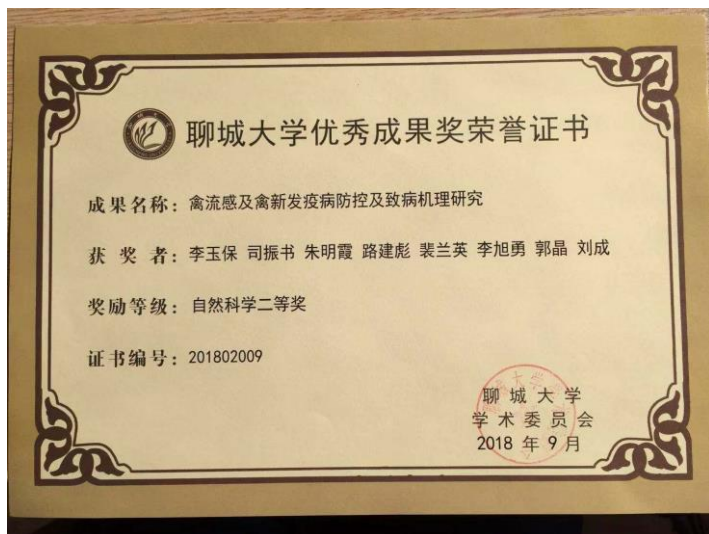 聊城大学优秀成果奖荣誉证书
成果名称：禽流感及禽新发疫病防控及致病机理研究
获奖者：李玉保 司振书 朱明霞 路建彪 裴兰英 李旭勇 郭晶 刘成
奖励等级：自然科学二等奖
证书编号：201802009
聊城大学
学术委员会
2018年9月